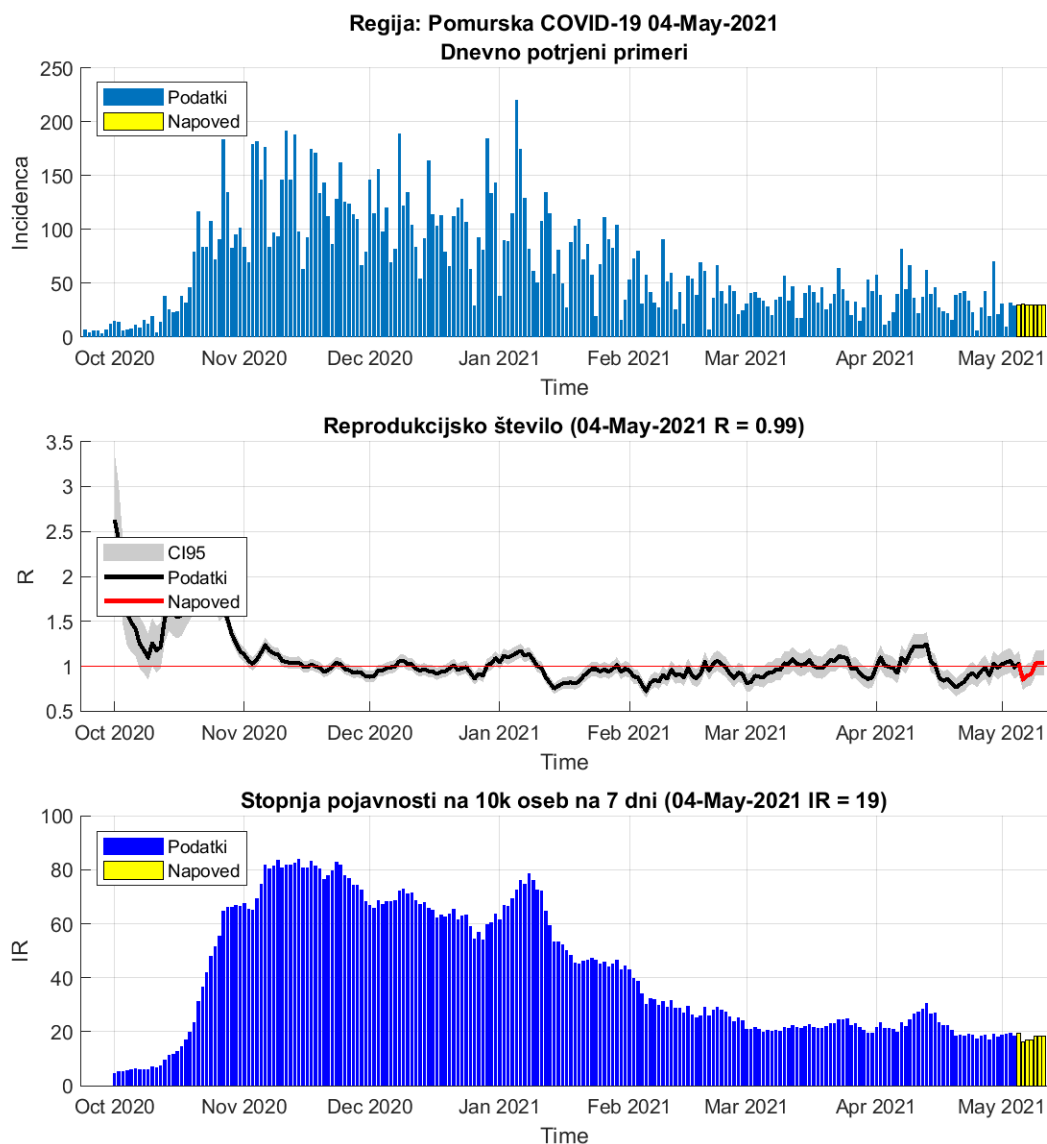 Regija: Pomurska COVID-19 04-May-2021
Dnevno potrjeni primeri
250
200
150
100
50
0
Incidenca
Podatki
Napoved
Oct 2020 Nov 2020 Dec 2020 Jan 2021 Feb 2021 Mar 2021 Apr 2021 May 2021
Time
Reprodukcijsko število (04-May-2021 R = 0.99)
3.5
3
2.5
2
1.5
1
0.5
R
CI95
Podatki
Napoved
Oct 2020 Nov 2020 Dec 2020 Jan 2021 Feb 2021 Mar 2021 Apr 2021 May 2021
Time
Stopnja pojavnosti na 10k oseb na 7 dni (04-May-2021 IR = 19)
100
80
60
40
20
0
IR
Podatki
Napoved
Oct 2020 Nov 2020 Dec 2020 Jan 2021 Feb 2021 Mar 2021 Apr 2021 May 2021
Time